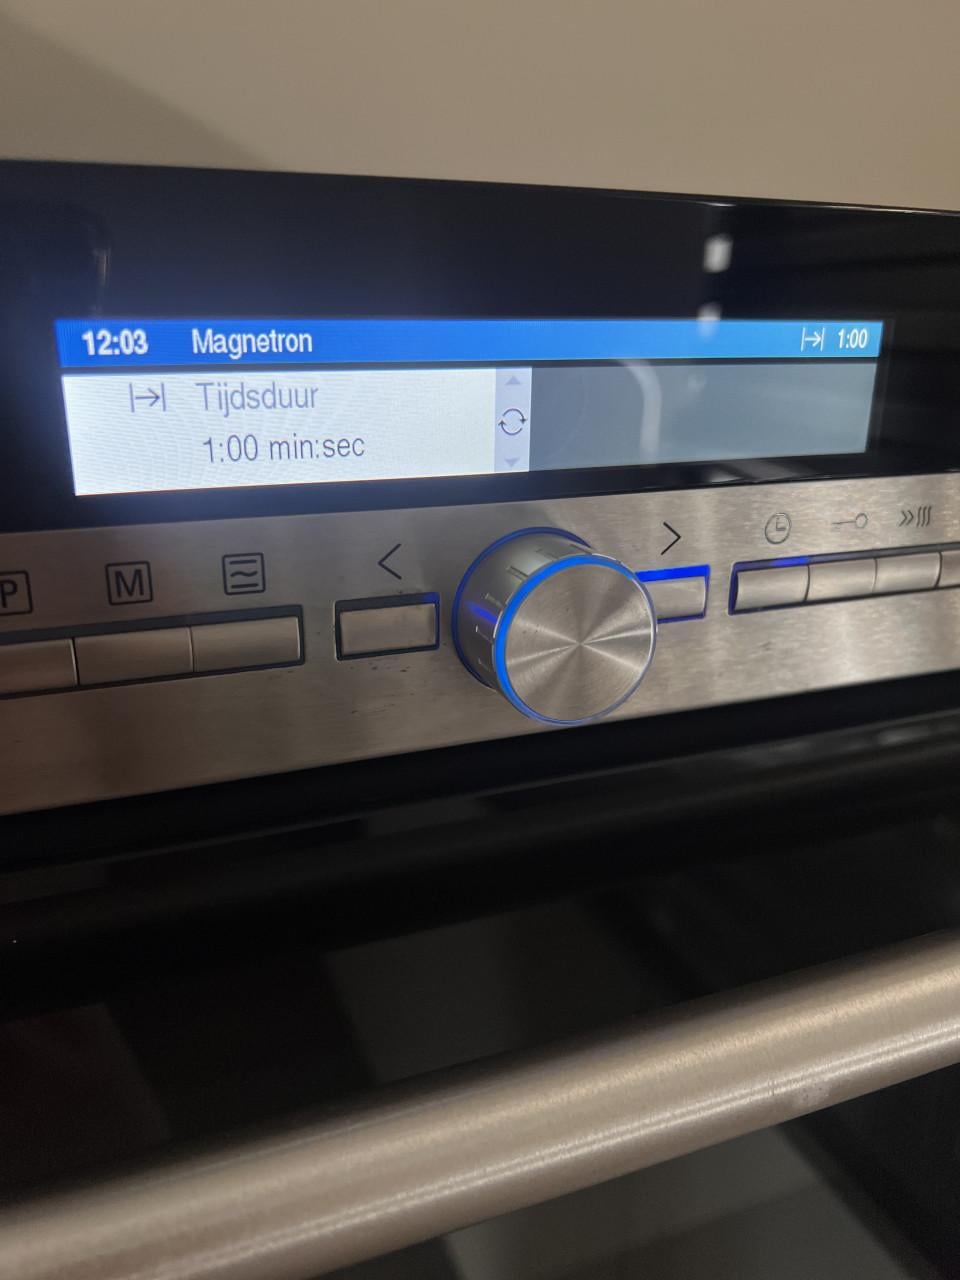 12:03 Magnetron 1:00
Tijdsduur
1:00 min:sec
P M